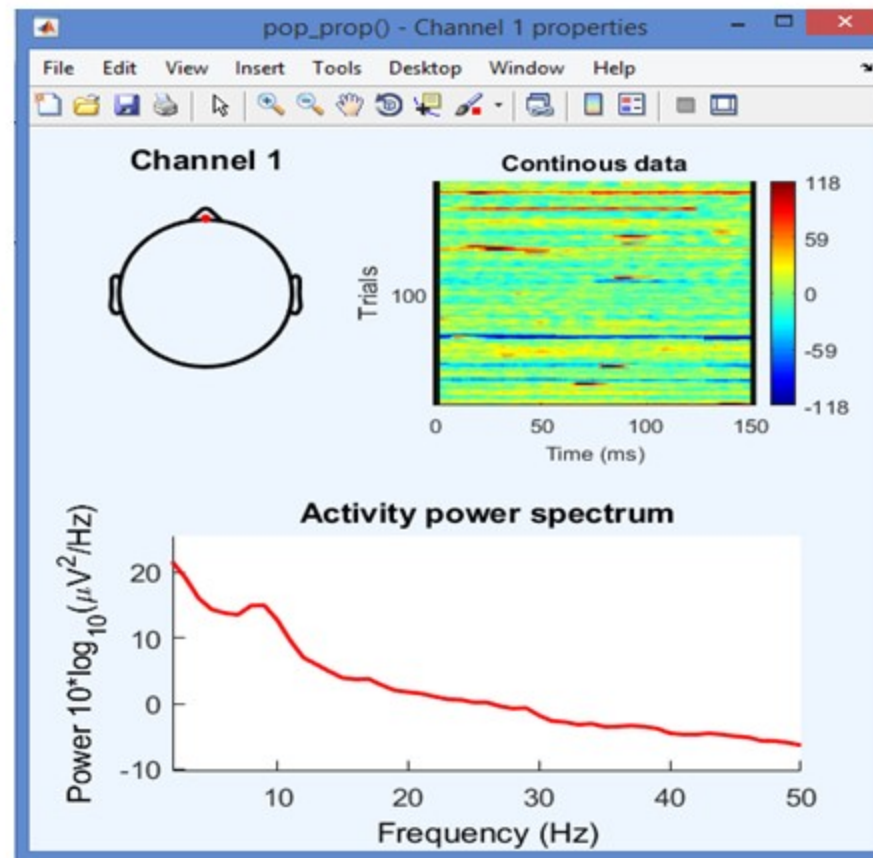 pop_prop() - Channel 1 properties
File Edit View Insert Tools Desktop Window Help
Channel 1
Continous data
Trials
100
118
59
0
-59
-118
0 50 100 150
Time (ms)
Activity power spectrum
Power 10*log10(μV²/Hz)
20
10
0
-10
10 20 30 40 50
Frequency (Hz)